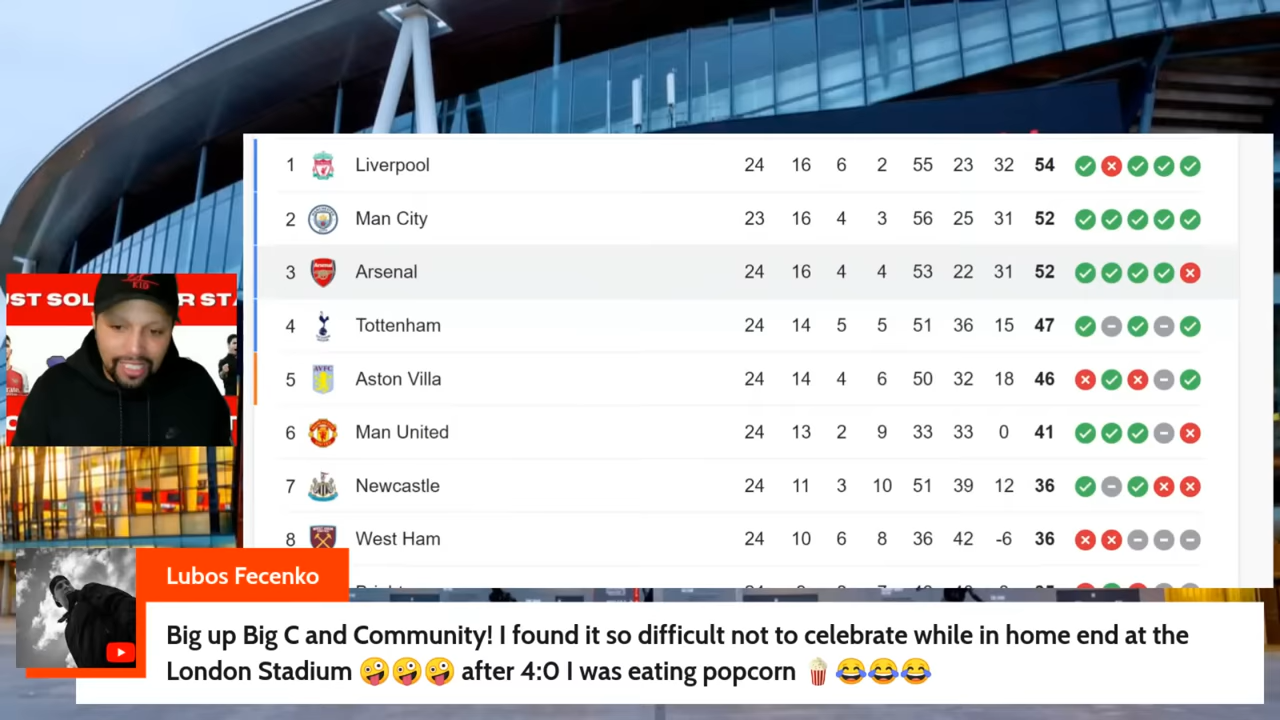 1 Liverpool 24 16 6 2 55 23 32 54
2 Man City 23 16 4 3 56 25 31 52
3 Arsenal 24 16 4 4 53 22 31 52
4 Tottenham 24 14 5 5 51 36 15 47
5 Aston Villa 24 14 4 6 50 32 18 46
6 Man United 24 13 2 9 33 33 0 41
7 Newcastle 24 11 3 10 51 39 12 36
8 West Ham 24 10 6 8 36 42 -6 36
KID
Lubos Fecenko
Big up Big C and Community! I found it so difficult not to celebrate while in home end at the
London Stadium 🤪🤪🤪 after 4:0 I was eating popcorn 🍿😂😂😂